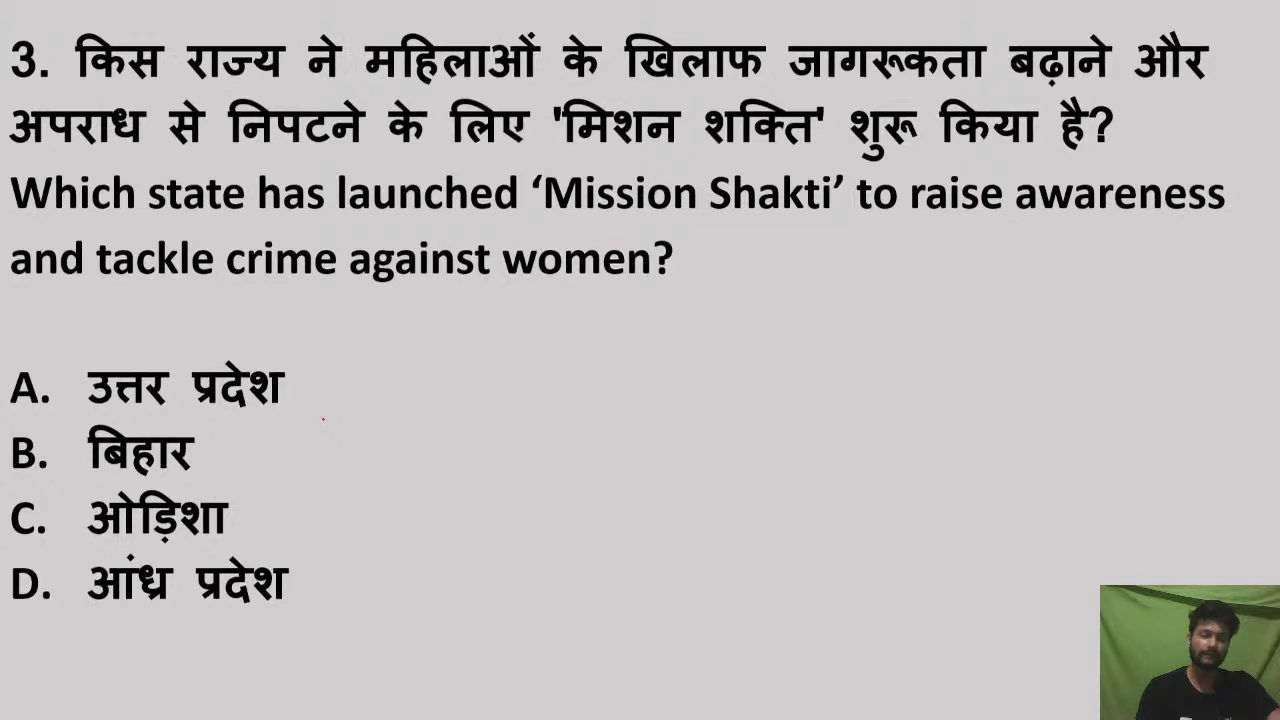 3. किस राज्य ने महिलाओं के खिलाफ जागरूकता बढ़ाने और
अपराध से निपटने के लिए 'मिशन शक्ति' शुरू किया है?
Which state has launched ‘Mission Shakti’ to raise awareness
and tackle crime against women?
A. उत्तर प्रदेश
B. बिहार
C. ओड़िशा
D. आंध्र प्रदेश